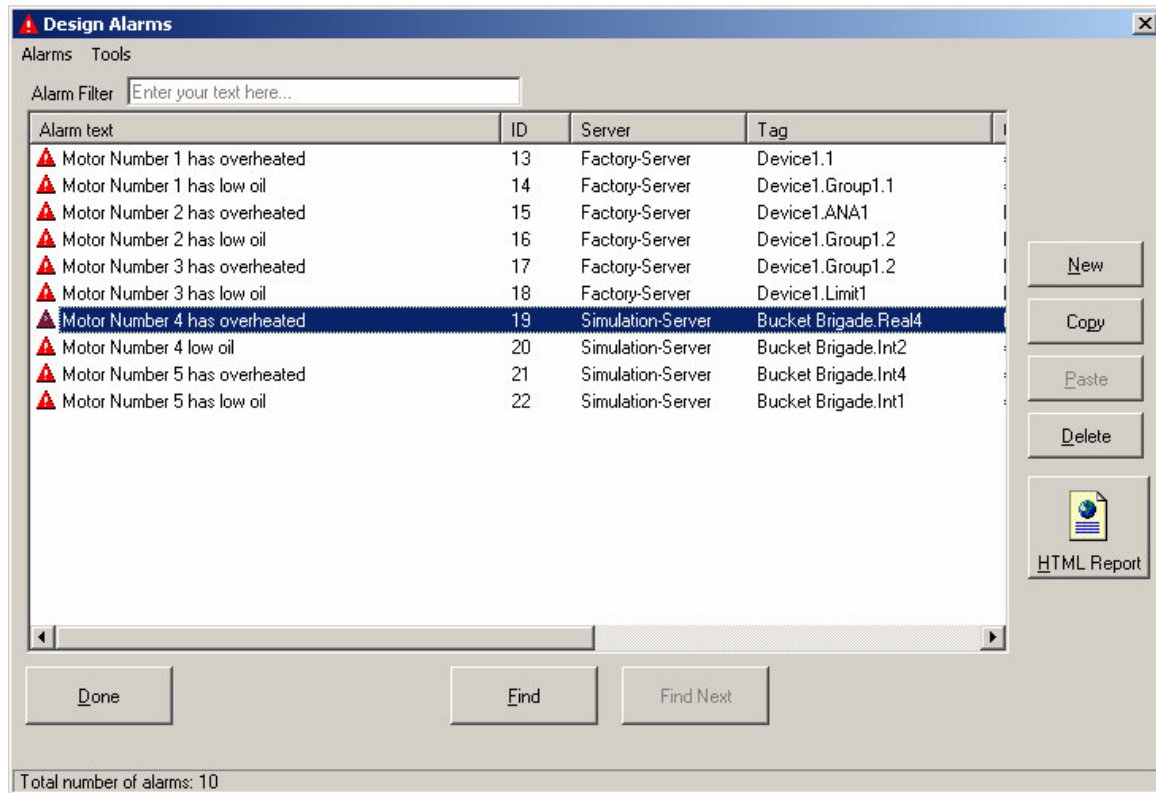 Design Alarms
Alarms Tools
Alarm Filter Enter your text here...
Alarm text ID Server Tag
Motor Number 1 has overheated 13 Factory-Server Device1.1
Motor Number 1 has low oil 14 Factory-Server Device1.Group1.1
Motor Number 2 has overheated 15 Factory-Server Device1.ANA1
Motor Number 2 has low oil 16 Factory-Server Device1.Group1.2
Motor Number 3 has overheated 17 Factory-Server Device1.Group1.2
Motor Number 3 has low oil 18 Factory-Server Device1.Limit1
Motor Number 4 has overheated 19 Simulation-Server Bucket Brigade.Real4
Motor Number 4 low oil 20 Simulation-Server Bucket Brigade.Int2
Motor Number 5 has overheated 21 Simulation-Server Bucket Brigade.Int4
Motor Number 5 has low oil 22 Simulation-Server Bucket Brigade.Int1
New
Copy
Paste
Delete
HTML Report
Done Find Find Next
Total number of alarms: 10